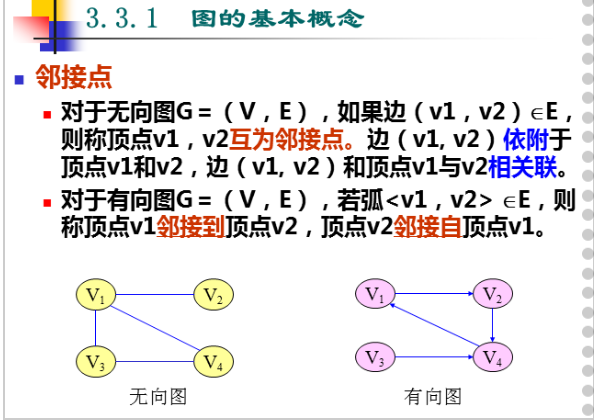 3.3.1 图的基本概念
邻接点
对于无向图G＝（V，E），如果边（v1，v2）∈E，
则称顶点v1，v2互为邻接点。边（v1, v2）依附于
顶点v1和v2，边（v1, v2）和顶点v1与v2相关联。
对于有向图G＝（V，E），若弧<v1，v2> ∈E，则
称顶点v1邻接到顶点v2，顶点v2邻接自顶点v1。
V1 V2 V1 V2
V3 V4 V3 V4
无向图 有向图